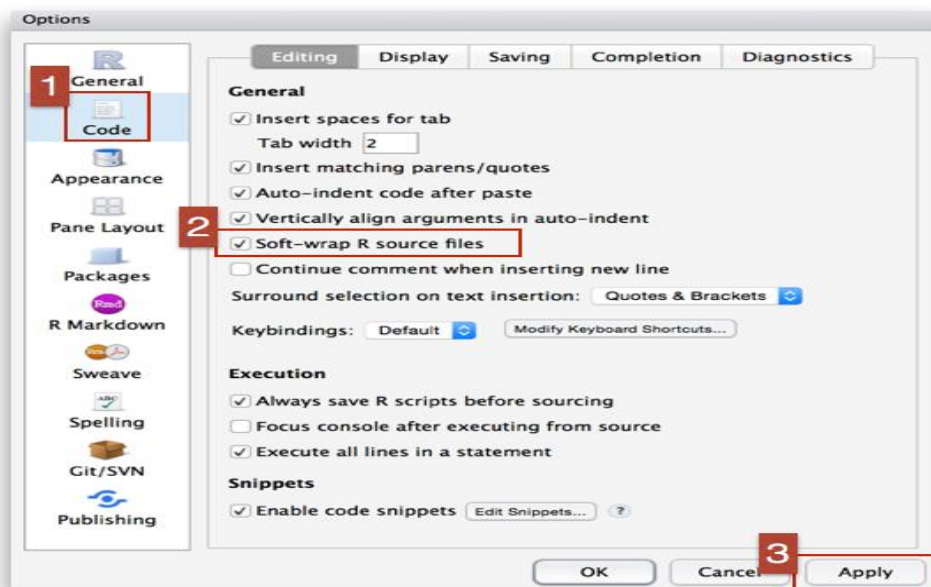 Options
Editing Display Saving Completion Diagnostics
1
General
Code
Appearance
Pane Layout
Packages
Rmd
R Markdown
Sweave
ABC
Spelling
Git/SVN
Publishing
General
Insert spaces for tab
Tab width 2
Insert matching parens/quotes
Auto-indent code after paste
Vertically align arguments in auto-indent
2
Soft-wrap R source files
Continue comment when inserting new line
Surround selection on text insertion: Quotes & Brackets
Keybindings: Default Modify Keyboard Shortcuts...
Execution
Always save R scripts before sourcing
Focus console after executing from source
Execute all lines in a statement
Snippets
Enable code snippets Edit Snippets... ?
3
OK Cancel Apply